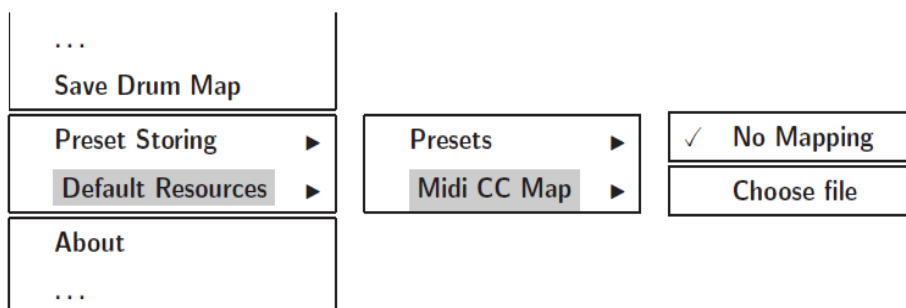 ...
Save Drum Map
Preset Storing ▶
Default Resources ▶
About
...
Presets ▶
Midi CC Map ▶
✓ No Mapping
Choose file